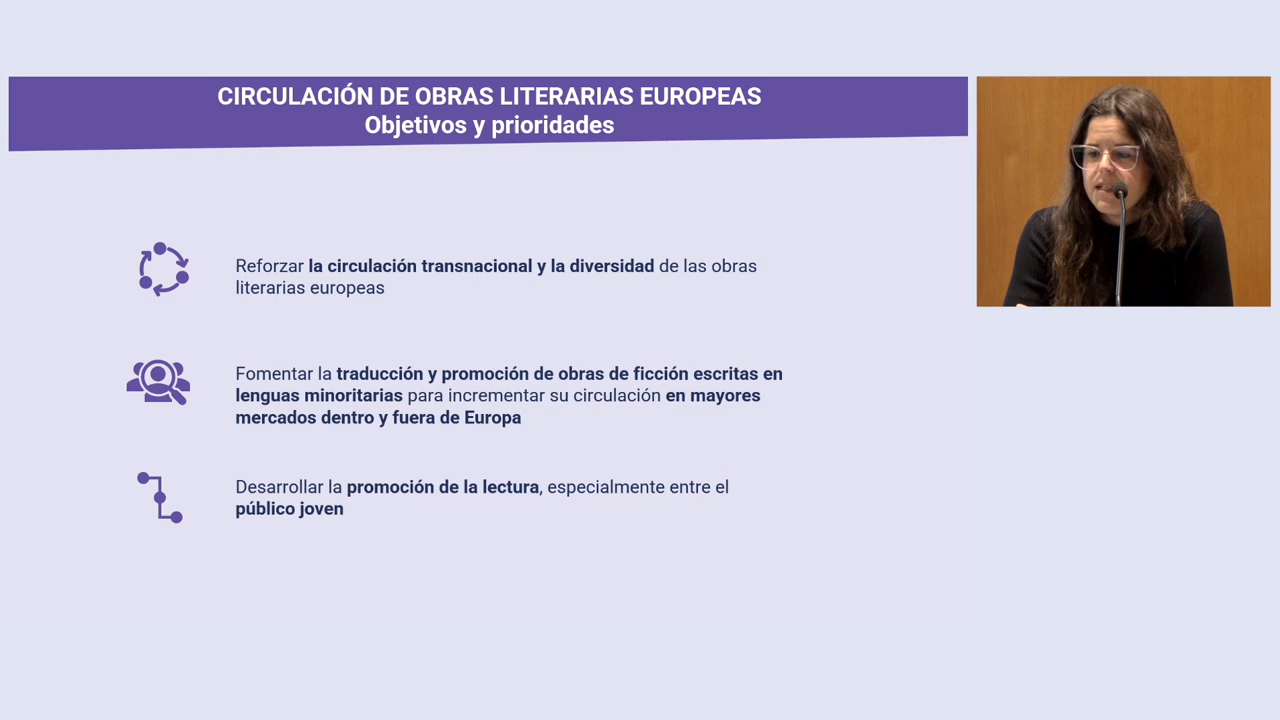 CIRCULACIÓN DE OBRAS LITERARIAS EUROPEAS
Objetivos y prioridades
Reforzar la circulación transnacional y la diversidad de las obras
literarias europeas
Fomentar la traducción y promoción de obras de ficción escritas en
lenguas minoritarias para incrementar su circulación en mayores
mercados dentro y fuera de Europa
Desarrollar la promoción de la lectura, especialmente entre el
público joven